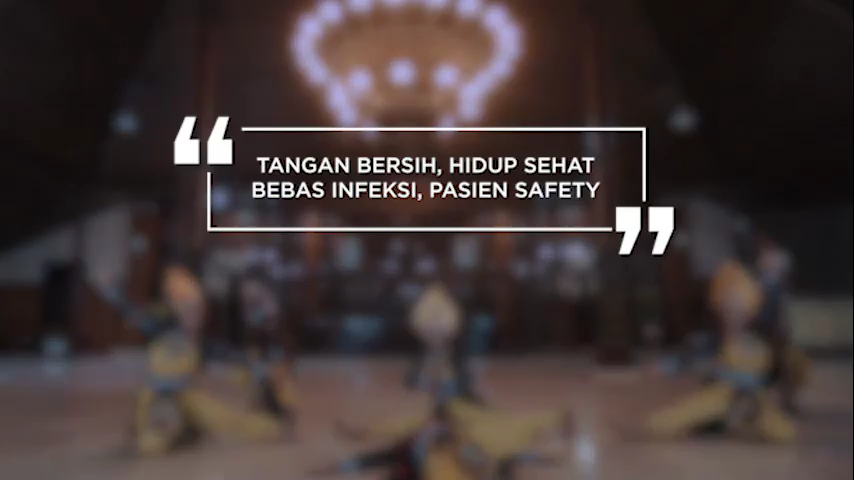 TANGAN BERSIH, HIDUP SEHAT
BEBAS INFEKSI, PASIEN SAFETY